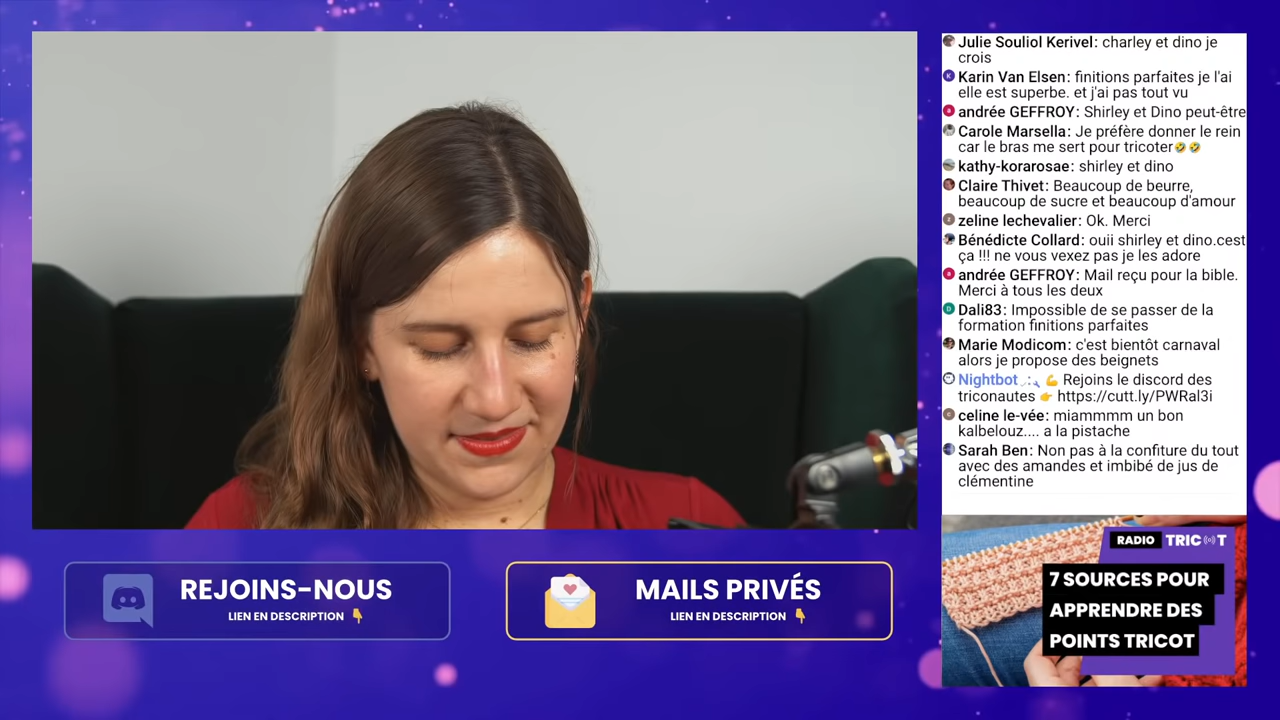 Julie Souliol Kerivel: charley et dino je
crois
Karin Van Elsen: finitions parfaites je l'ai
elle est superbe. et j'ai pas tout vu
andrée GEFFROY: Shirley et Dino peut-être
Carole Marsella: Je préfère donner le rein
car le bras me sert pour tricoter🤣🤣
kathy-korarosae: shirley et dino
Claire Thivet: Beaucoup de beurre,
beaucoup de sucre et beaucoup d'amour
zeline lechevalier: Ok. Merci
Bénédicte Collard: ouii shirley et dino.cest
ça !!! ne vous vexez pas je les adore
andrée GEFFROY: Mail reçu pour la bible.
Merci à tous les deux
Dali83: Impossible de se passer de la
formation finitions parfaites
Marie Modicom: c'est bientôt carnaval
alors je propose des beignets
Nightbot: 💪 Rejoins le discord des
triconautes 👉 https://cutt.ly/PWRal3i
celine le-vée: miammmm un bon
kalbelouz.... a la pistache
Sarah Ben: Non pas à la confiture du tout
avec des amandes et imbibé de jus de
clémentine
RADIO TRICOT
7 SOURCES POUR
APPRENDRE DES
POINTS TRICOT
REJOINS-NOUS
LIEN EN DESCRIPTION 👇
MAILS PRIVÉS
LIEN EN DESCRIPTION 👇